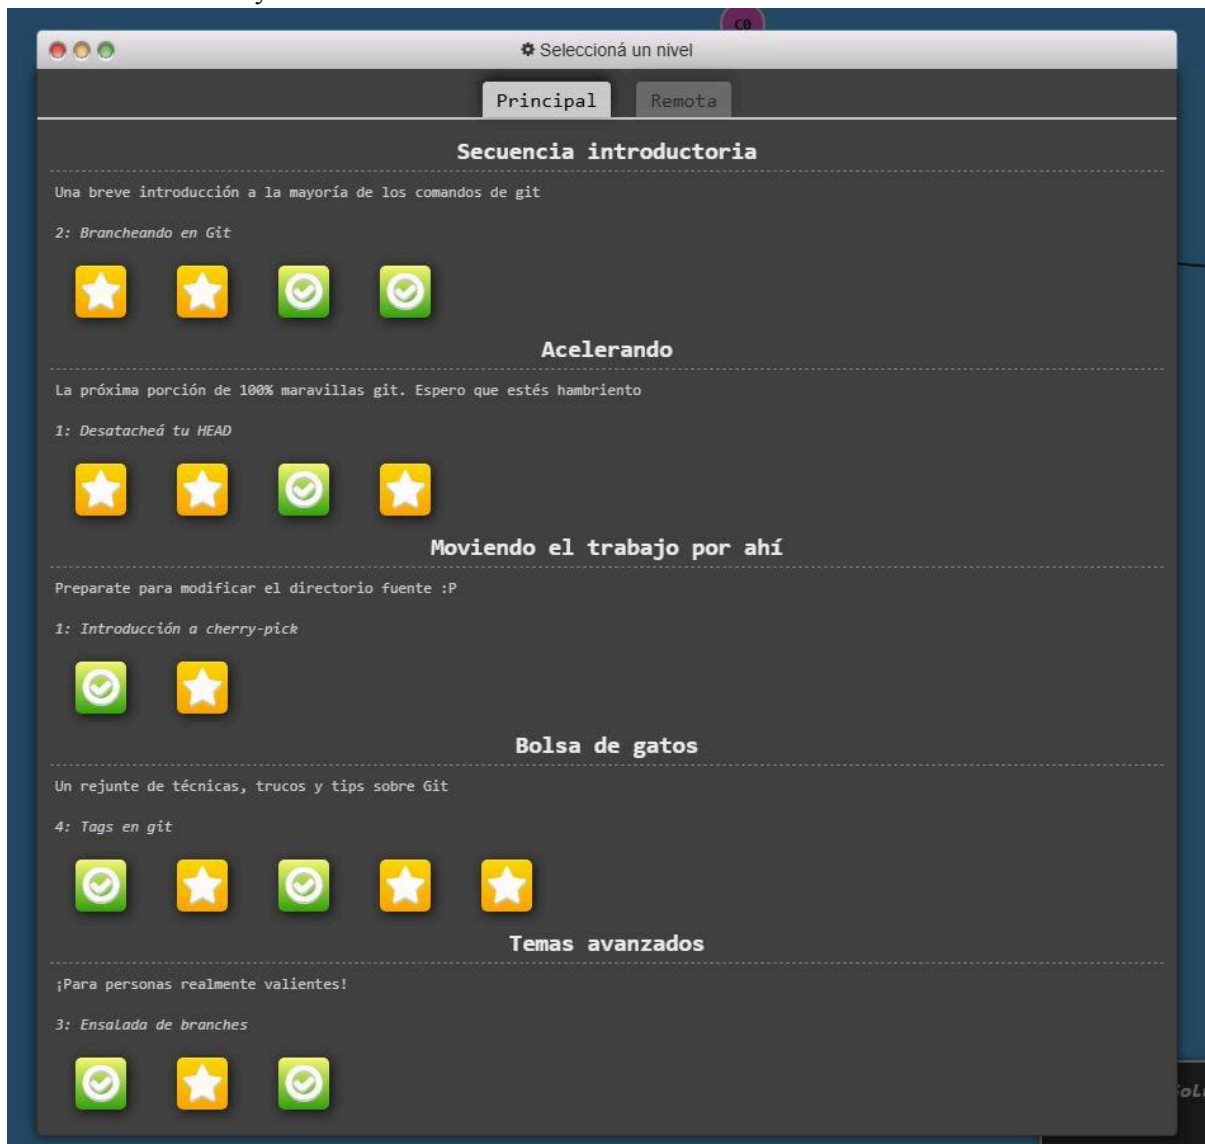 C0
Seleccioná un nivel
Principal Remota
Secuencia introductoria
Una breve introducción a la mayoría de los comandos de git
2: Brancheando en Git
Acelerando
La próxima porción de 100% maravillas git. Espero que estés hambriento
1: Desatacheá tu HEAD
Moviendo el trabajo por ahí
Preparate para modificar el directorio fuente :P
1: Introducción a cherry-pick
Bolsa de gatos
Un rejunte de técnicas, trucos y tips sobre Git
4: Tags en git
Temas avanzados
¡Para personas realmente valientes!
3: Ensalada de branches